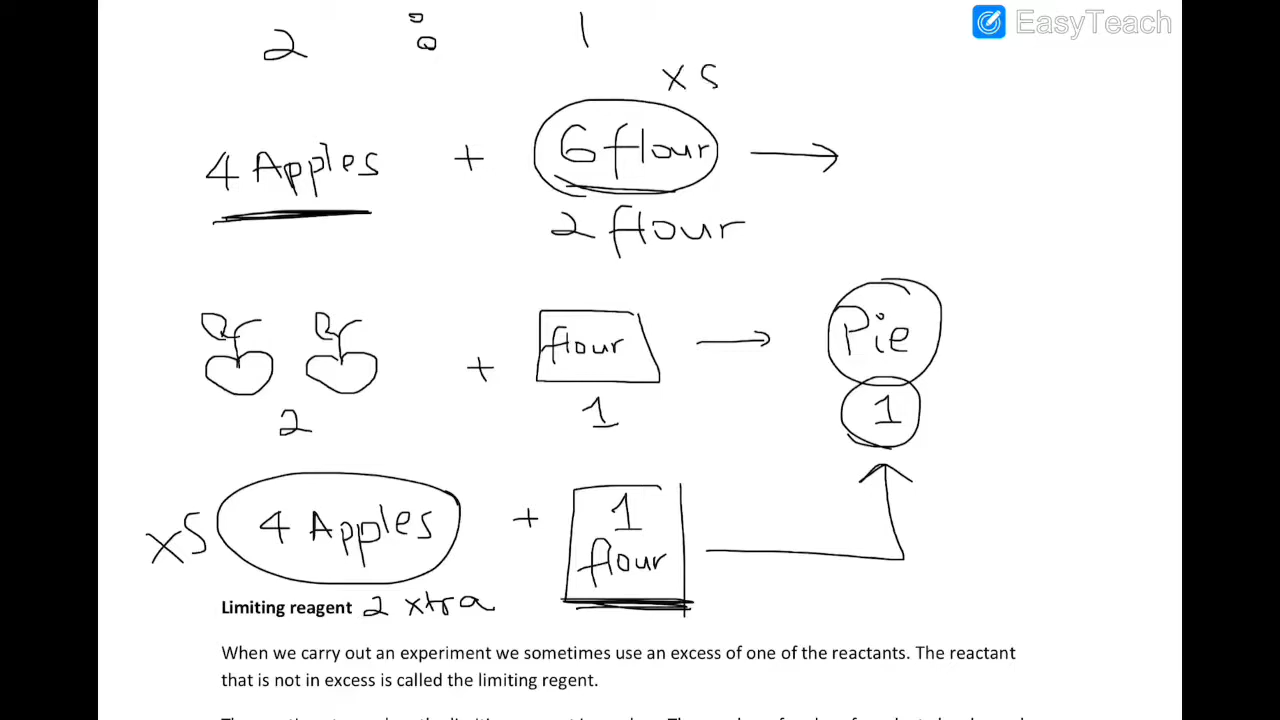 EasyTeach
2 : 1
xs
4 Apples + 6 flour →
2 flour
+ flour → Pie
2 1 1
xs 4 Apples + 1 flour
Limiting reagent 2 xtra
When we carry out an experiment we sometimes use an excess of one of the reactants. The reactant
that is not in excess is called the limiting regent.